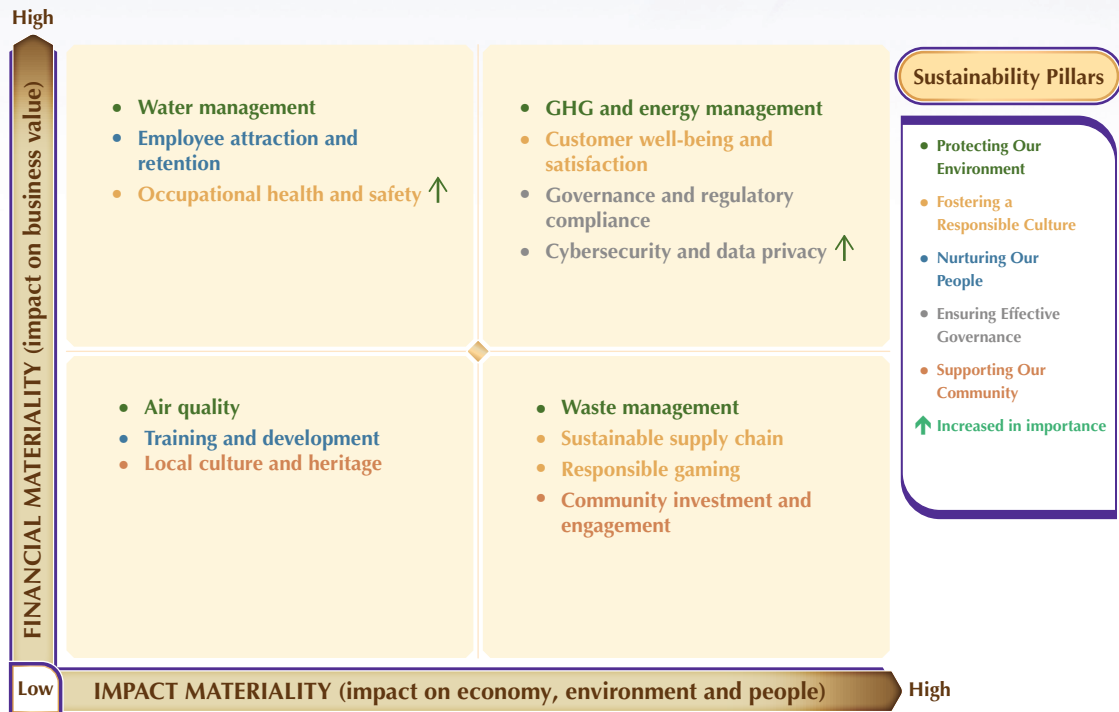 High
FINANCIAL MATERIALITY (impact on business value)
• Water management
• Employee attraction and
retention
• Occupational health and safety ↑
• GHG and energy management
• Customer well-being and
satisfaction
• Governance and regulatory
compliance
• Cybersecurity and data privacy ↑
• Air quality
• Training and development
• Local culture and heritage
• Waste management
• Sustainable supply chain
• Responsible gaming
• Community investment and
engagement
Low
IMPACT MATERIALITY (impact on economy, environment and people)
High
Sustainability Pillars
• Protecting Our
Environment
• Fostering a
Responsible Culture
• Nurturing Our
People
• Ensuring Effective
Governance
• Supporting Our
Community
↑ Increased in importance